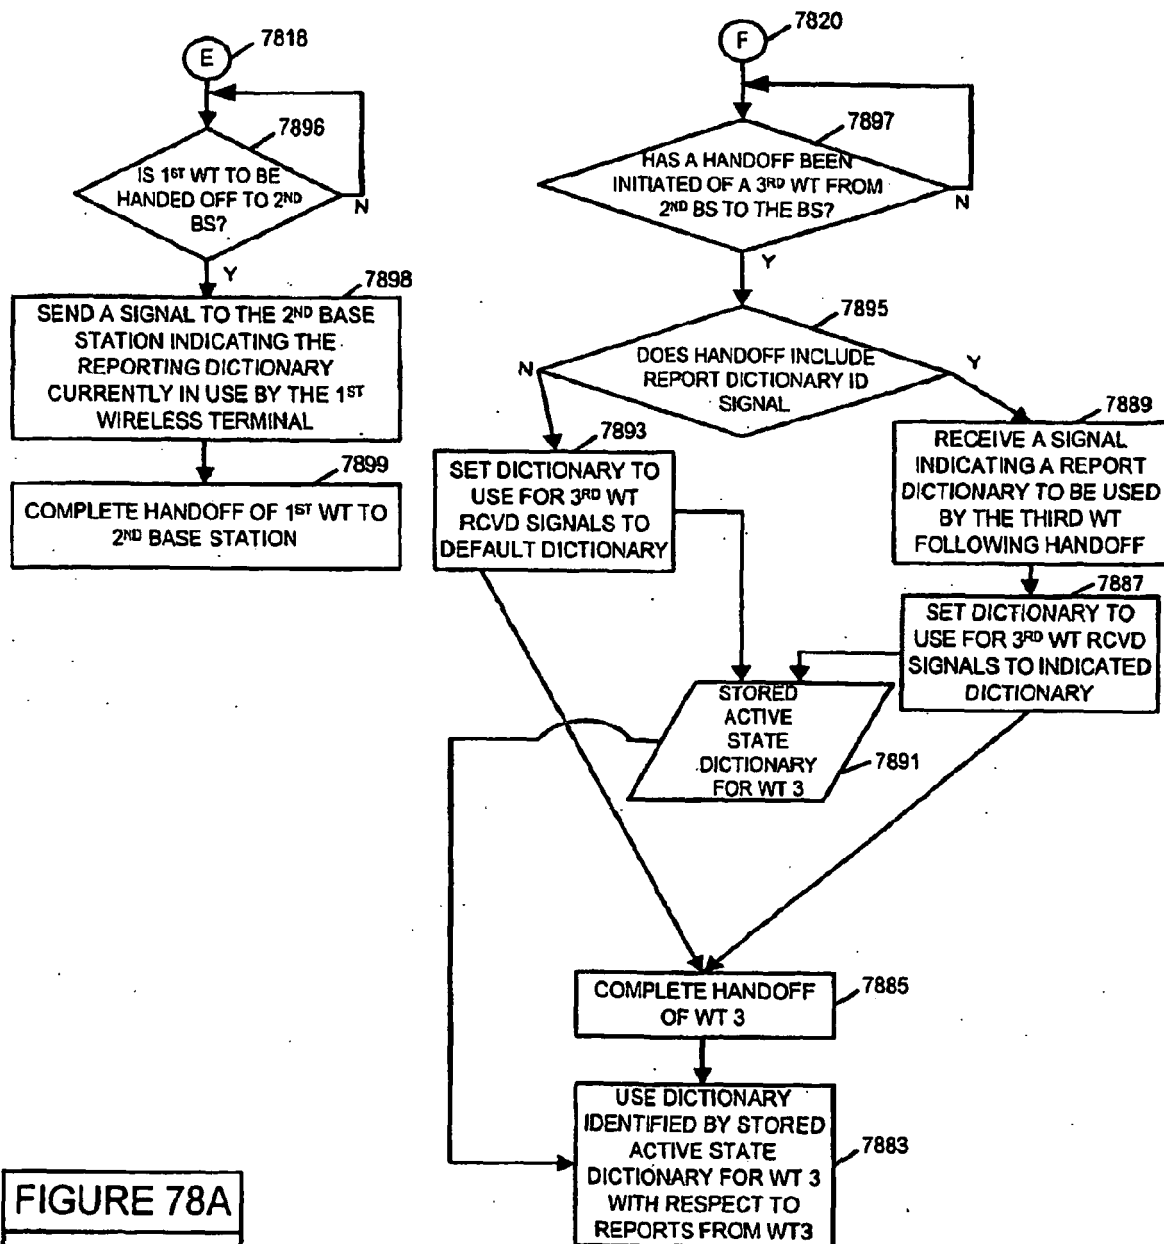 E
7818
7896
IS 1ST WT TO BE
HANDED OFF TO 2ND
BS?
N
Y
7898
SEND A SIGNAL TO THE 2ND BASE
STATION INDICATING THE
REPORTING DICTIONARY
CURRENTLY IN USE BY THE 1ST
WIRELESS TERMINAL
7899
COMPLETE HANDOFF OF 1ST WT TO
2ND BASE STATION
F
7820
7897
HAS A HANDOFF BEEN
INITIATED OF A 3RD WT FROM
2ND BS TO THE BS?
N
Y
7895
DOES HANDOFF INCLUDE
REPORT DICTIONARY ID
SIGNAL
N
Y
7893
SET DICTIONARY TO
USE FOR 3RD WT
RCVD SIGNALS TO
DEFAULT DICTIONARY
7889
RECEIVE A SIGNAL
INDICATING A REPORT
DICTIONARY TO BE USED
BY THE THIRD WT
FOLLOWING HANDOFF
7887
SET DICTIONARY TO
USE FOR 3RD WT RCVD
SIGNALS TO INDICATED
DICTIONARY
STORED
ACTIVE
STATE
DICTIONARY
FOR WT 3
7891
COMPLETE HANDOFF
OF WT 3
7885
USE DICTIONARY
IDENTIFIED BY STORED
ACTIVE STATE
DICTIONARY FOR WT 3
WITH RESPECT TO
REPORTS FROM WT3
7883
FIGURE 78A